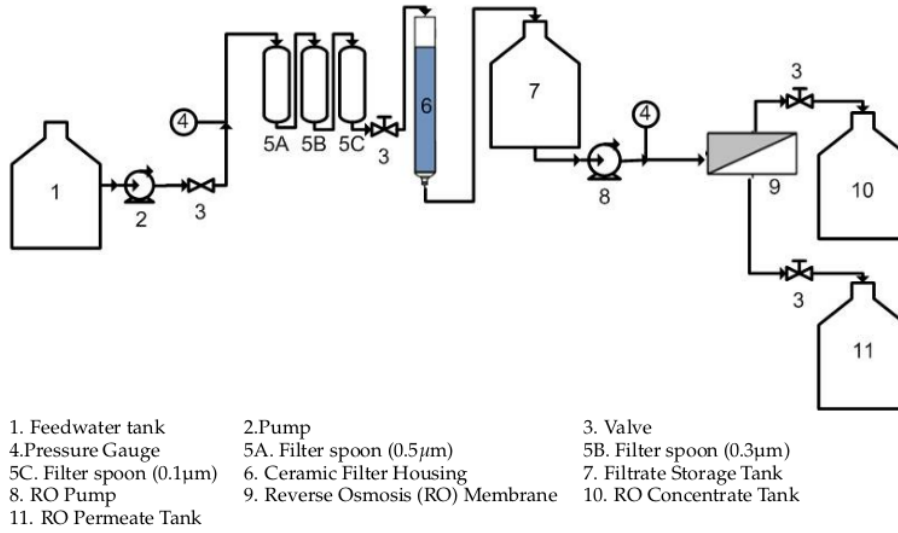 3
4
4
7
6
5A 5B 5C
3
1
2
3
8
9
10
3
11
1. Feedwater tank 2.Pump 3. Valve
4.Pressure Gauge 5A. Filter spoon (0.5μm) 5B. Filter spoon (0.3μm)
5C. Filter spoon (0.1μm) 6. Ceramic Filter Housing 7. Filtrate Storage Tank
8. RO Pump 9. Reverse Osmosis (RO) Membrane 10. RO Concentrate Tank
11. RO Permeate Tank